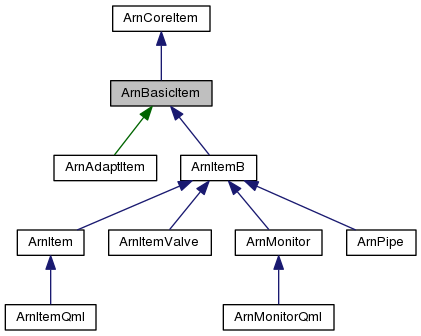 ArnCoreItem
ArnBasicItem
ArnAdaptItem
ArnItemB
ArnItem
ArnItemValve
ArnMonitor
ArnPipe
ArnItemQml
ArnMonitorQml